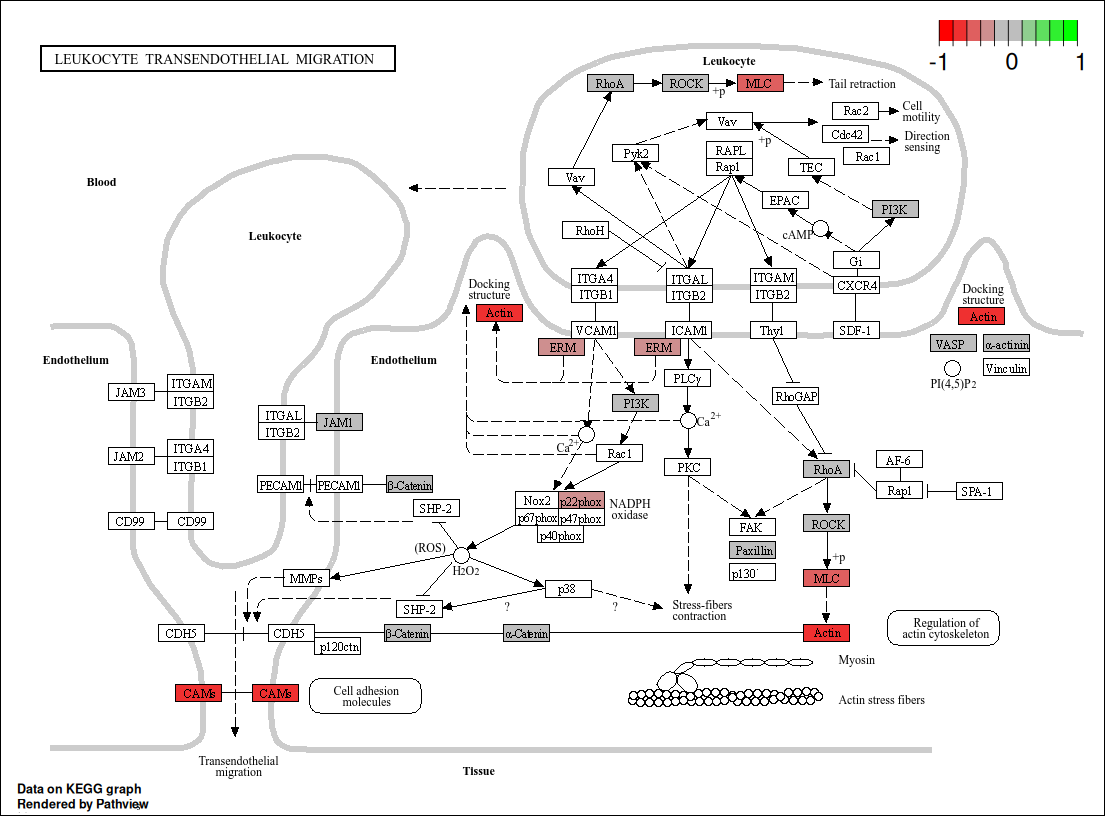 LEUKOCYTE TRANSENDOTHELIAL MIGRATION
-1 0 1
Leukocyte
RhoA
ROCK
+p
MLC
Tail retraction
Vav
+p
Rac2
Cell
motility
Cdc42
Direction
sensing
Rac1
Pyk2
RAPL
Rap1
TEC
Vav
EPAC
PI3K
cAMP
RhoH
Gi
ITGA4
ITGB1
ITGAL
ITGB2
ITGAM
ITGB2
CXCR4
Blood
Leukocyte
Docking
structure
Actin
VCAM1
ICAM1
Thy1
SDF-1
Docking
structure
Actin
VASP
α-actinin
PI(4,5)P2
Vinculin
Endothelium
Endothelium
ERM
ERM
PLCγ
PI3K
RhoGAP
Ca2+
Ca2+
Rac1
PKC
RhoA
AF-6
Rap1
SPA-1
JAM3
ITGAM
ITGB2
ITGAL
ITGB2
JAM1
JAM2
ITGA4
ITGB1
PECAM1
PECAM1
β-Catenin
CD99
CD99
SHP-2
Nox2
p22phox
p67phox
p47phox
p40phox
NADPH
oxidase
FAK
Paxillin
p130
ROCK
+p
MLC
(ROS)
H2O2
MMPs
SHP-2
?
p38
?
Stress-fibers
contraction
CDH5
CDH5
p120ctn
β-Catenin
α-Catenin
Actin
Regulation of
actin cytoskeleton
CAMs
CAMs
Cell adhesion
molecules
Myosin
Actin stress fibers
Transendothelial
migration
Tissue
Data on KEGG graph
Rendered by Pathview